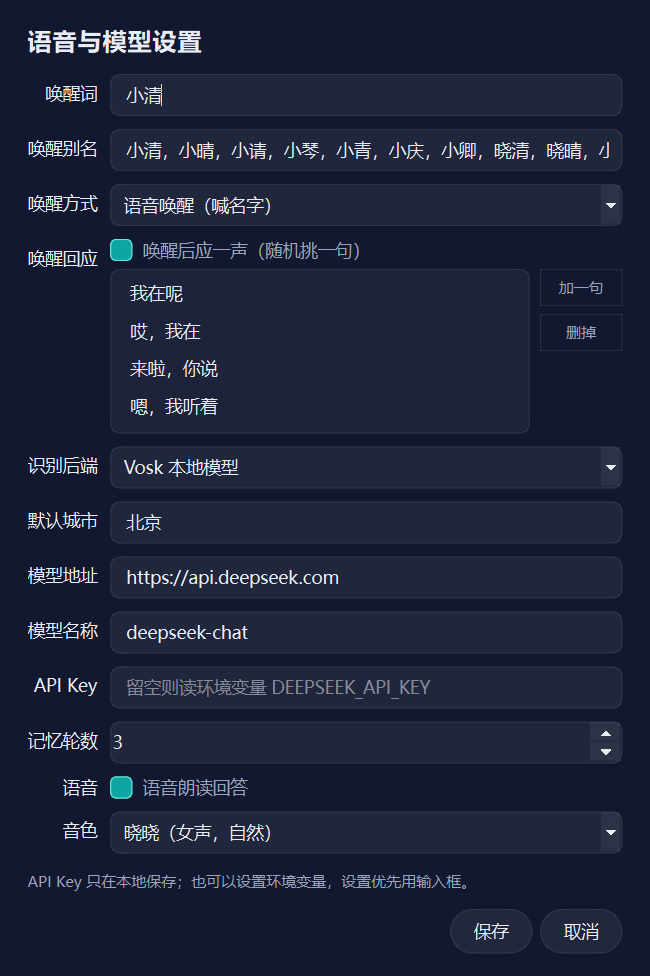 语音与模型设置
唤醒词 小清
唤醒别名 小清，小晴，小请，小琴，小青，小庆，小卿，晓清，晓晴，小
唤醒方式 语音唤醒（喊名字）
唤醒回应 唤醒后应一声（随机挑一句）
我在呢 加一句
哎，我在 删掉
来啦，你说
嗯，我听着
识别后端 Vosk 本地模型
默认城市 北京
模型地址 https://api.deepseek.com
模型名称 deepseek-chat
API Key 留空则读环境变量 DEEPSEEK_API_KEY
记忆轮数 3
语音 语音朗读回答
音色 晓晓（女声，自然）
API Key 只在本地保存；也可以设置环境变量，设置优先用输入框。
保存 取消